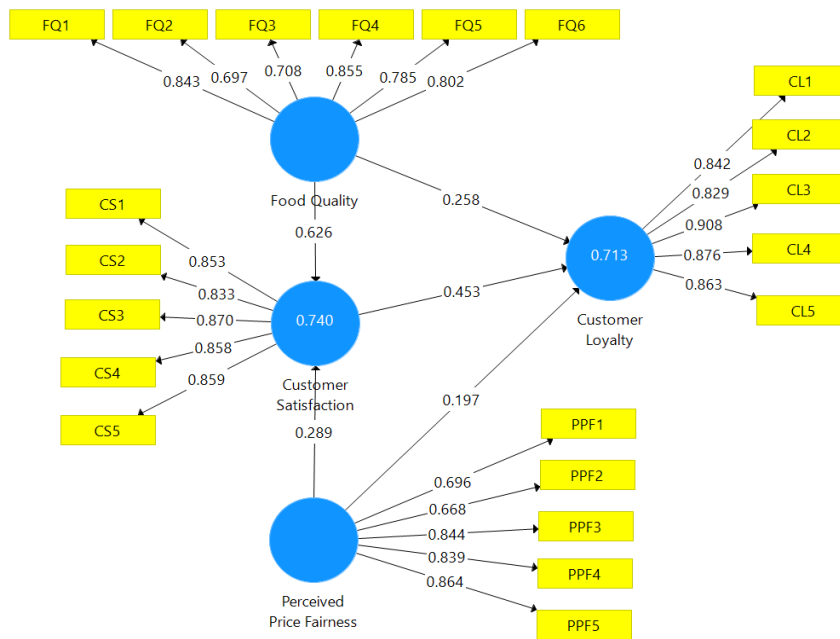 FQ1 FQ2 FQ3 FQ4 FQ5 FQ6
0.843 0.697 0.708 0.855 0.785 0.802
Food Quality
CL1
CL2
CL3
CL4
CL5
0.842
0.829
0.908
0.876
0.863
0.713
Customer
Loyalty
0.258
0.626
0.453
0.197
0.289
CS1
CS2
CS3
CS4
CS5
0.853
0.833
0.870
0.858
0.859
0.740
Customer
Satisfaction
PPF1
PPF2
PPF3
PPF4
PPF5
0.696
0.668
0.844
0.839
0.864
Perceived
Price Fairness